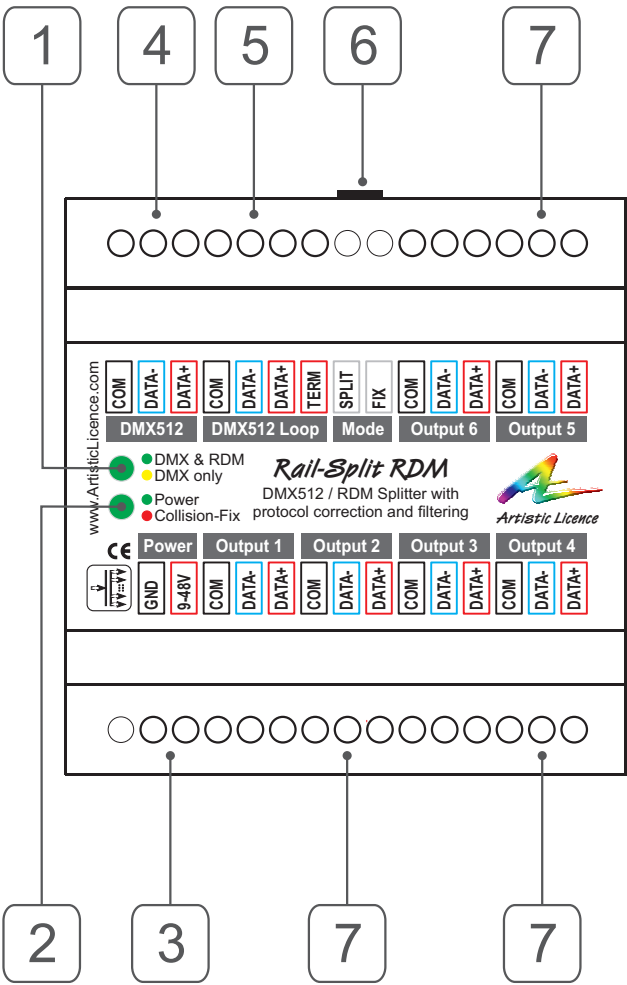 1
4
5
6
7
COM
DATA-
DATA+
COM
DATA-
DATA+
TERM
SPLIT
FIX
COM
DATA-
DATA+
COM
DATA-
DATA+
DMX512
DMX512 Loop
Mode
Output 6
Output 5
www.ArtisticLicence.com
DMX & RDM
DMX only
Power
Collision-Fix
Rail-Split RDM
DMX512 / RDM Splitter with
protocol correction and filtering
Artistic Licence
CE
Power
Output 1
Output 2
Output 3
Output 4
GND
9-48V
COM
DATA-
DATA+
COM
DATA-
DATA+
COM
DATA-
DATA+
COM
DATA-
DATA+
2
3
7
7